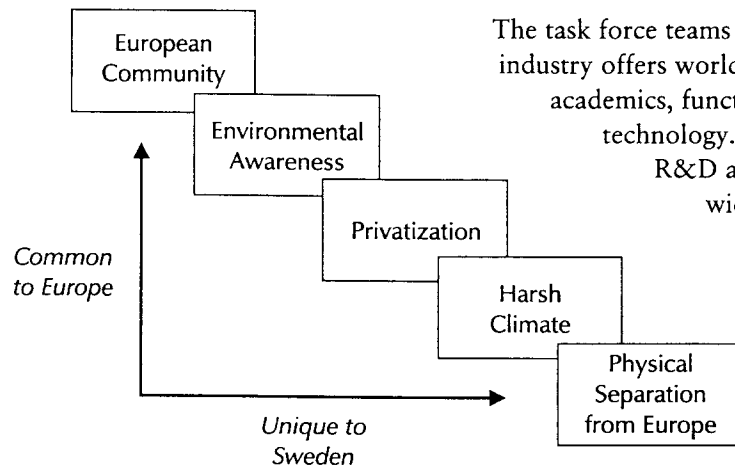 European
Community
Environmental
Awareness
Privatization
Harsh
Climate
Physical
Separation
from Europe
Common
to Europe
Unique to
Sweden
The task force teams
industry offers world
academics, funct
technology.
R&D a
wi